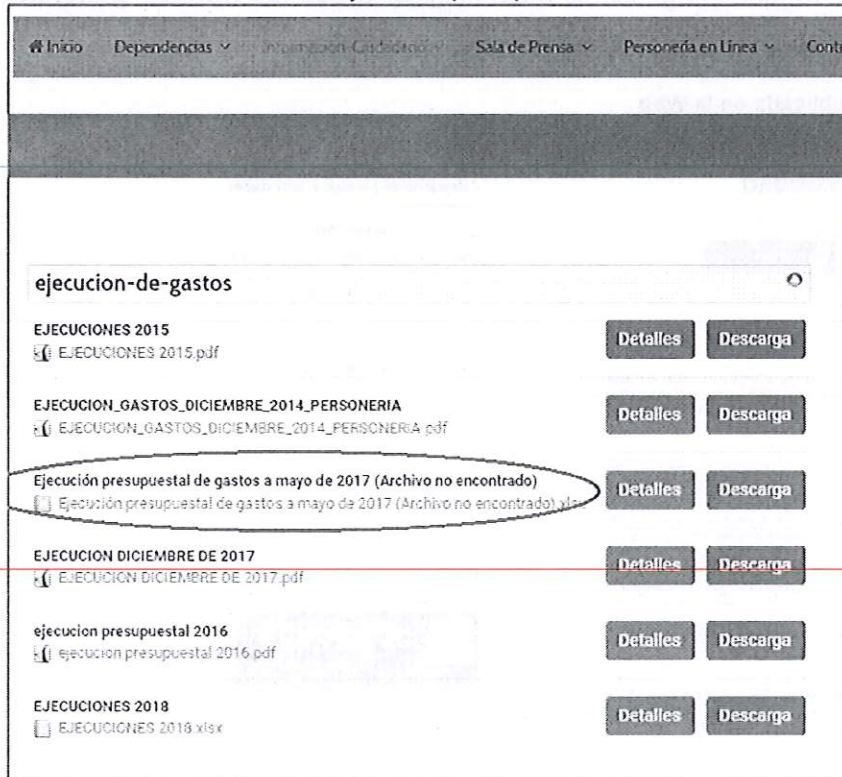 Inicio Dependencias Información Ciudadano Sala de Prensa Personería en Línea Conta
ejecucion-de-gastos
EJECUCIONES 2015
Detalles Descarga
EJECUCIONES 2015.pdf
EJECUCION_GASTOS_DICIEMBRE_2014_PERSONERIA
Detalles Descarga
EJECUCION_GASTOS_DICIEMBRE_2014_PERSONERIA.pdf
Ejecución presupuestal de gastos a mayo de 2017 (Archivo no encontrado)
Detalles Descarga
Ejecución presupuestal de gastos a mayo de 2017 (Archivo no encontrado).xlsx
EJECUCION DICIEMBRE DE 2017
Detalles Descarga
EJECUCION DICIEMBRE DE 2017.pdf
ejecucion presupuestal 2016
Detalles Descarga
ejecucion presupuestal 2016.pdf
EJECUCIONES 2018
Detalles Descarga
EJECUCIONES 2018.xlsx